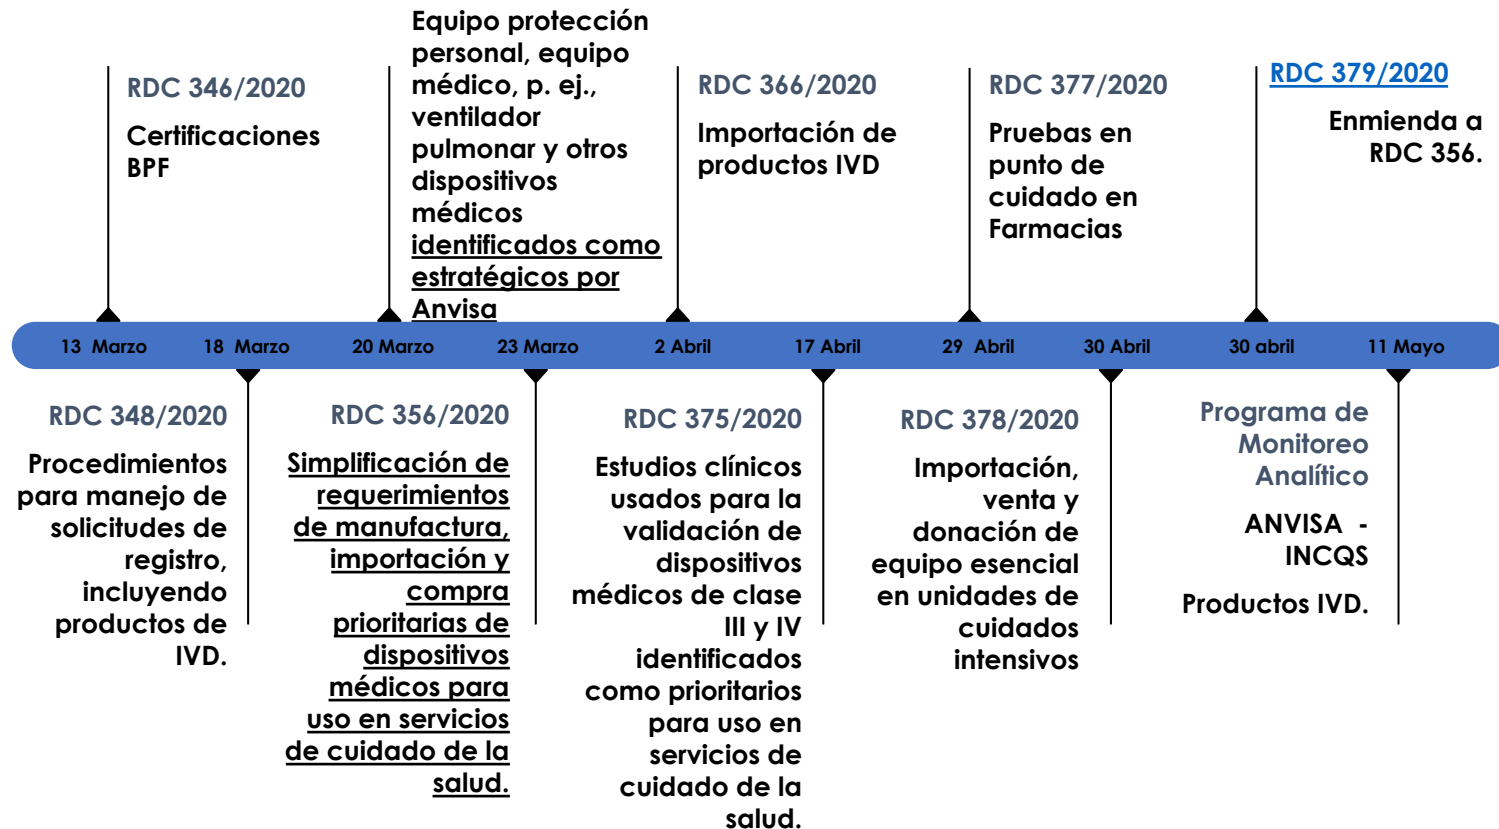 RDC 346/2020
Certificaciones
BPF
Equipo protección
personal, equipo
médico, p. ej.,
ventilador
pulmonar y otros
dispositivos
médicos
identificados como
estratégicos por
Anvisa
RDC 366/2020
Importación de
productos IVD
RDC 377/2020
Pruebas en
punto de
cuidado en
Farmacias
RDC 379/2020
Enmienda a
RDC 356.
13 Marzo
18 Marzo
20 Marzo
23 Marzo
2 Abril
17 Abril
29 Abril
30 Abril
30 abril
11 Mayo
RDC 348/2020
Procedimientos
para manejo de
solicitudes de
registro,
incluyendo
productos de
IVD.
RDC 356/2020
Simplificación de
requerimientos
de manufactura,
importación y
compra
prioritarias de
dispositivos
médicos para
uso en servicios
de cuidado de la
salud.
RDC 375/2020
Estudios clínicos
usados para la
validación de
dispositivos
médicos de clase
III y IV
identificados
como prioritarios
para uso en
servicios de
cuidado de la
salud.
RDC 378/2020
Importación,
venta y
donación de
equipo esencial
en unidades de
cuidados
intensivos
Programa de
Monitoreo
Analítico
ANVISA -
INCQS
Productos IVD.